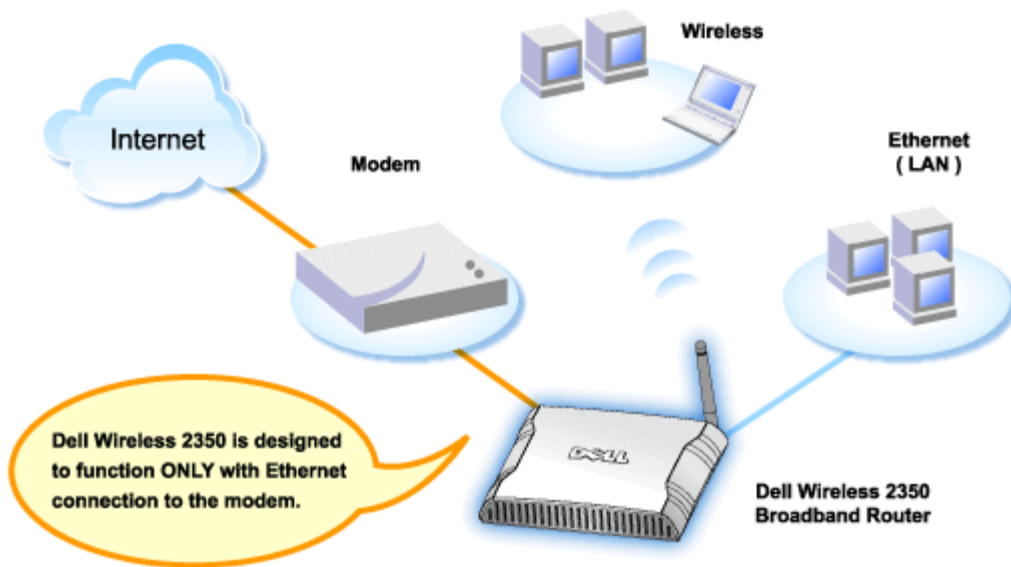 Wireless
Internet
Modem
Ethernet
( LAN )
Dell Wireless 2350 is designed
to function ONLY with Ethernet
connection to the modem.
DELL
Dell Wireless 2350
Broadband Router